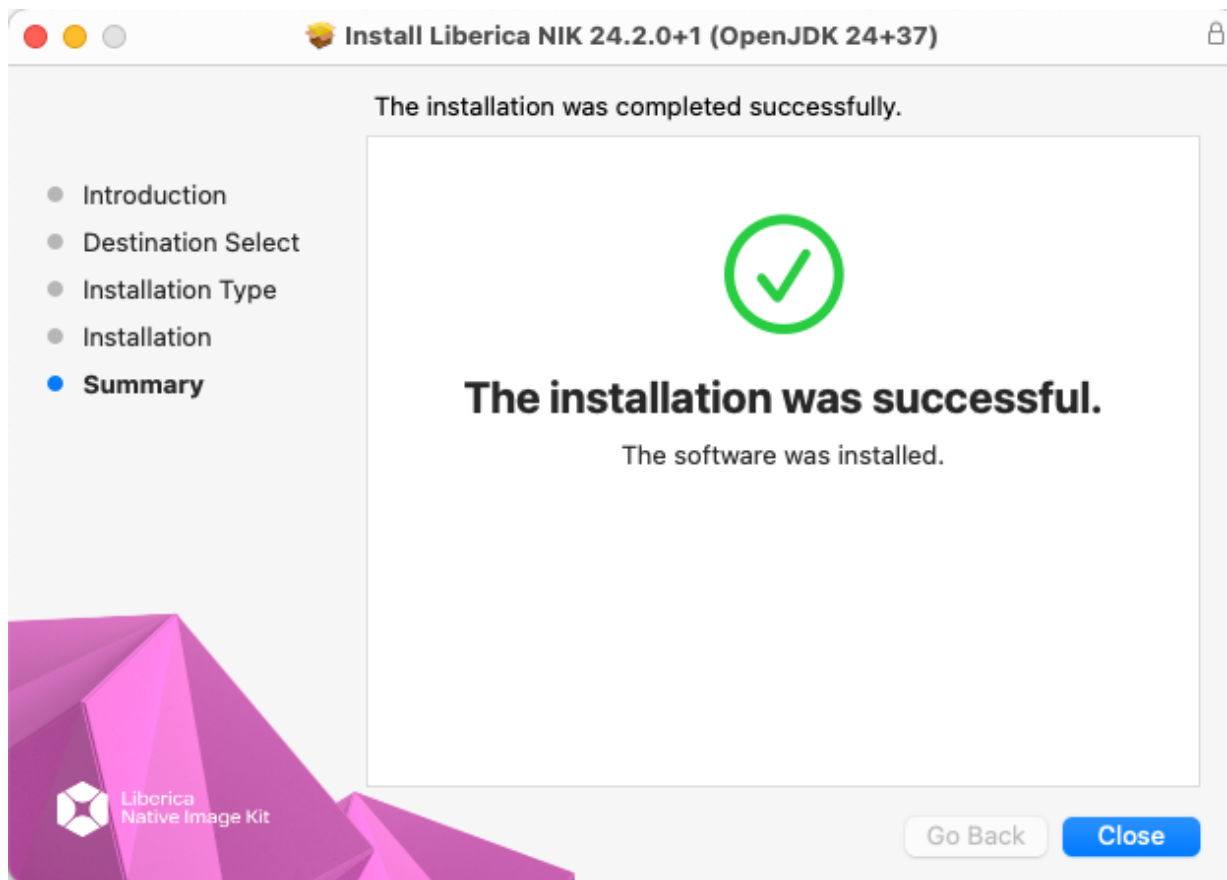 Install Liberica NIK 24.2.0+1 (OpenJDK 24+37)
The installation was completed successfully.
Introduction
Destination Select
Installation Type
Installation
Summary
The installation was successful.
The software was installed.
Liberica
Native Image Kit
Go Back
Close